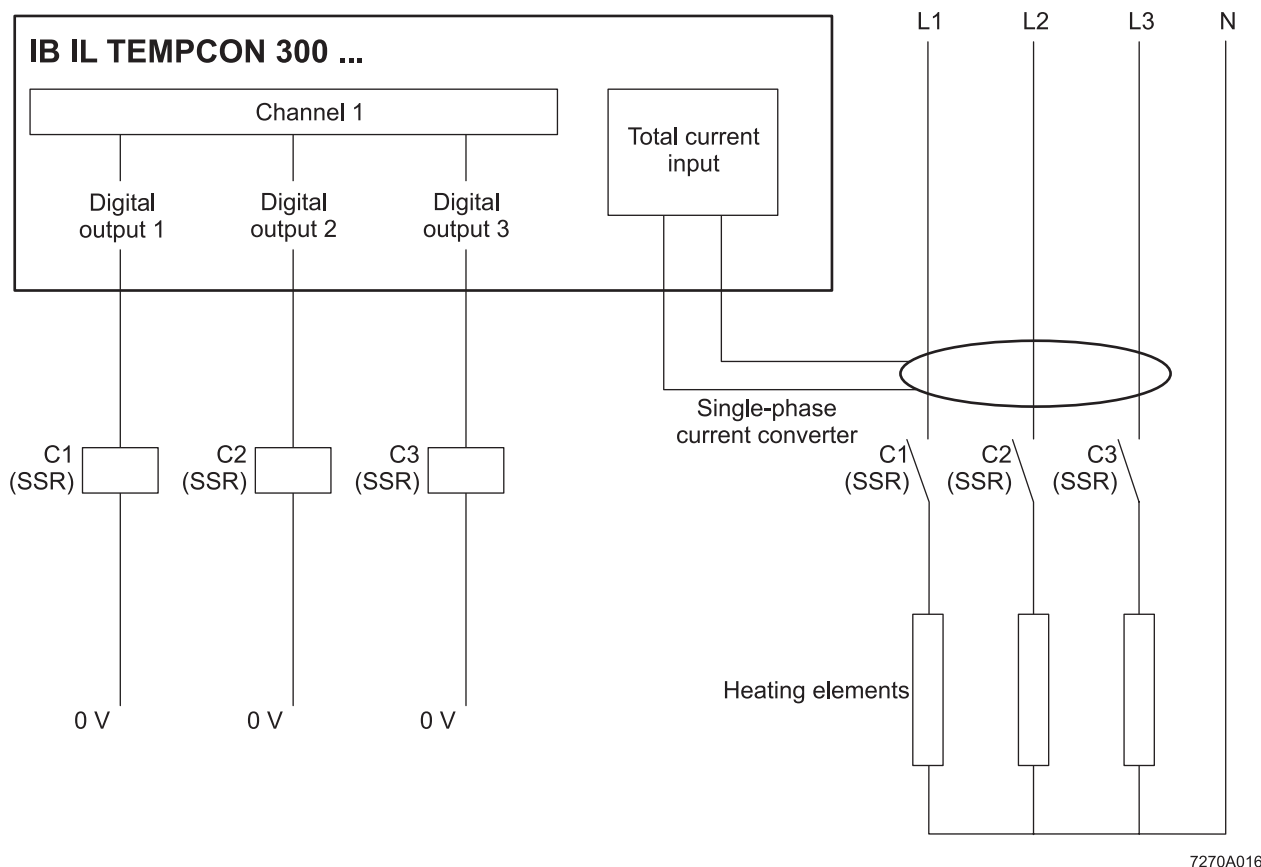 IB IL TEMPCON 300 ...
Channel 1
Total current
input
Digital
output 1
Digital
output 2
Digital
output 3
L1
L2
L3
N
Single-phase
current converter
C1
(SSR)
C2
(SSR)
C3
(SSR)
C1
(SSR)
C2
(SSR)
C3
(SSR)
Heating elements
0 V
0 V
0 V
7270A016